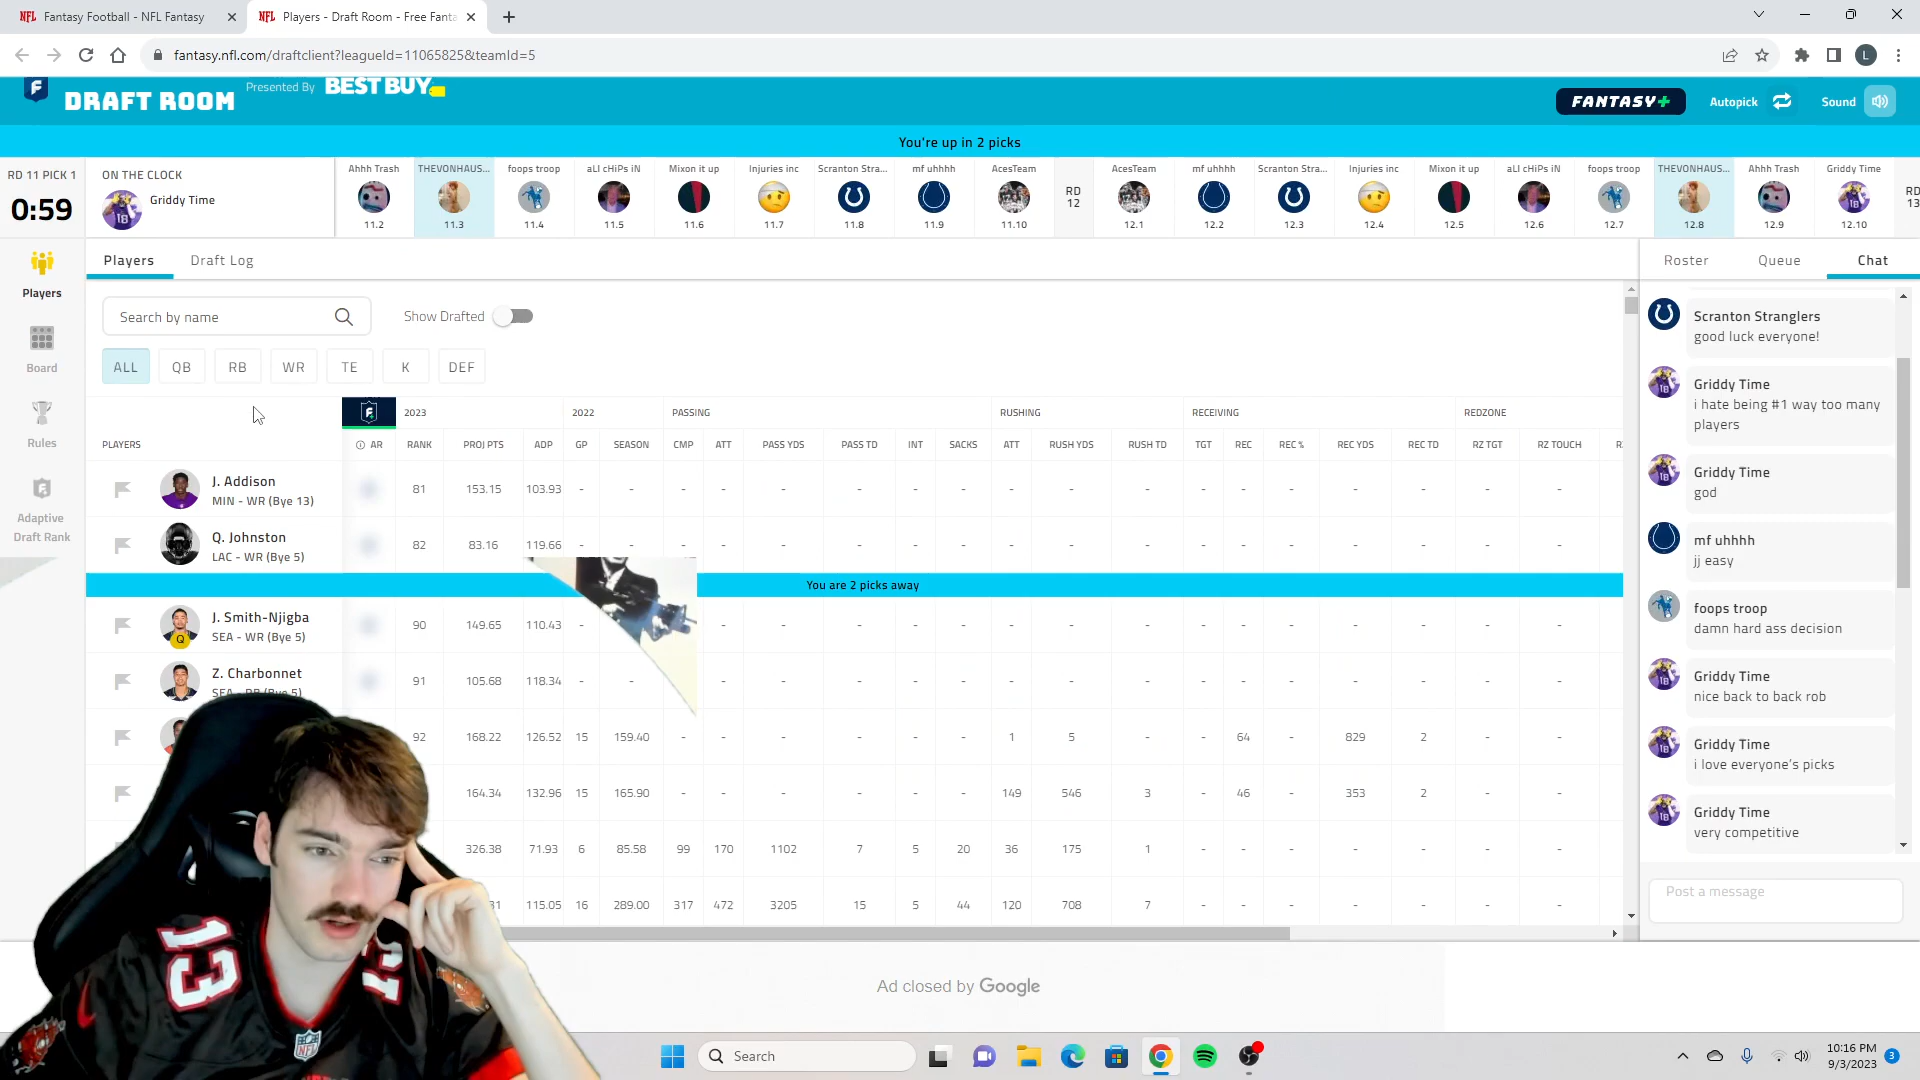 Fantasy Football - NFL Fantasy
Players - Draft Room - Free Fanta
fantasy.nfl.com/draftclient?leagueId=11065825&teamId=5
L
DRAFT ROOM
Presented By BEST BUY
FANTASY+
Autopick
Sound
You're up in 2 picks
RD 11 PICK 1
0:59
ON THE CLOCK
Griddy Time
Ahhh Trash 11.2
THEVONHAUS... 11.3
foops troop 11.4
aLl cHiPs iN 11.5
Mixon it up 11.6
Injuries inc 11.7
Scranton Stra... 11.8
mf uhhhh 11.9
AcesTeam 11.10
RD 12
AcesTeam 12.1
mf uhhhh 12.2
Scranton Stra... 12.3
Injuries inc 12.4
Mixon it up 12.5
aLl cHiPs iN 12.6
foops troop 12.7
THEVONHAUS... 12.8
Ahhh Trash 12.9
Griddy Time 12.10
RD 13
Players
Board
Rules
Adaptive Draft Rank
Players Draft Log
Search by name
Show Drafted
ALL QB RB WR TE K DEF
2023 2022 PASSING RUSHING RECEIVING REDZONE
PLAYERS AR RANK PROJ PTS ADP GP SEASON CMP ATT PASS YDS PASS TD INT SACKS ATT RUSH YDS RUSH TD TGT REC REC % REC YDS REC TD RZ TGT RZ TOUCH
J. Addison
MIN - WR (Bye 13)
81 153.15 103.93 - - - - - - - - - - - - - - - - - -
Q. Johnston
LAC - WR (Bye 5)
82 83.16 119.66 - - - - - - - - - - - - - - - - - -
You are 2 picks away
J. Smith-Njigba
SEA - WR (Bye 5)
Q
90 149.65 110.43 - - - - - - - - - - - - - - - - -
Z. Charbonnet
SEA - RB (Bye 5)
91 105.68 118.34 - - - - - - - - - - - - - - - - -
92 168.22 126.52 15 159.40 - - - - - - 1 5 - - 64 - 829 2 - -
164.34 132.96 15 165.90 - - - - - - 149 546 3 - 46 - 353 2 - -
326.38 71.93 6 85.58 99 170 1102 7 5 20 36 175 1 - - - - - - -
115.05 16 289.00 317 472 3205 15 5 44 120 708 7 - - - - - - -
Roster Queue Chat
Scranton Stranglers
good luck everyone!
Griddy Time
i hate being #1 way too many
players
Griddy Time
god
mf uhhhh
jj easy
foops troop
damn hard ass decision
Griddy Time
nice back to back rob
Griddy Time
i love everyone's picks
Griddy Time
very competitive
Post a message
Ad closed by Google
13
NFL
Search
10:16 PM
9/3/2023
3